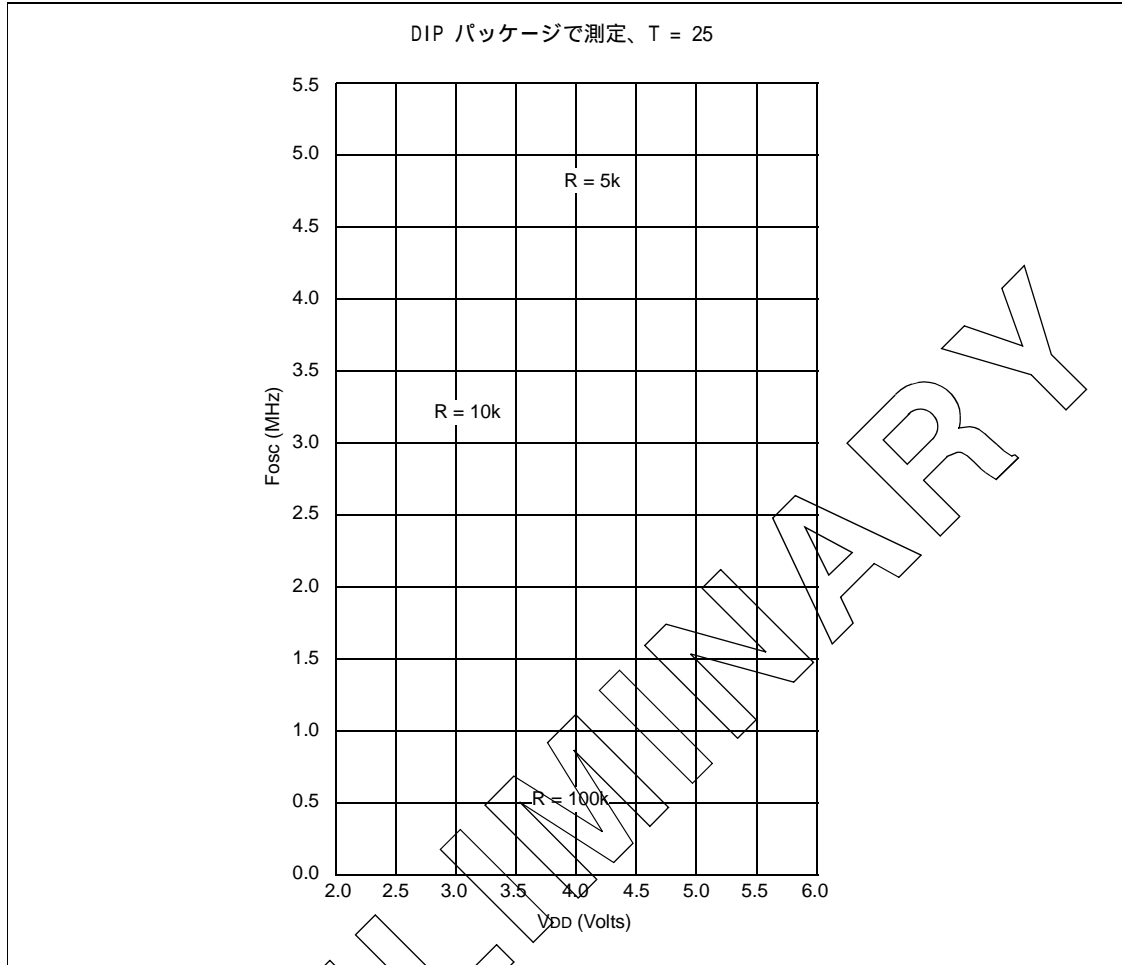 DIP パッケージで測定、T = 25
5.5
5.0
R = 5k
4.5
4.0
3.5
R = 10k
3.0
Fosc (MHz)
2.5
2.0
1.5
1.0
R = 100k
0.5
0.0
2.0 2.5 3.0 3.5 4.0 4.5 5.0 5.5 6.0
VDD (Volts)
LIMINARY